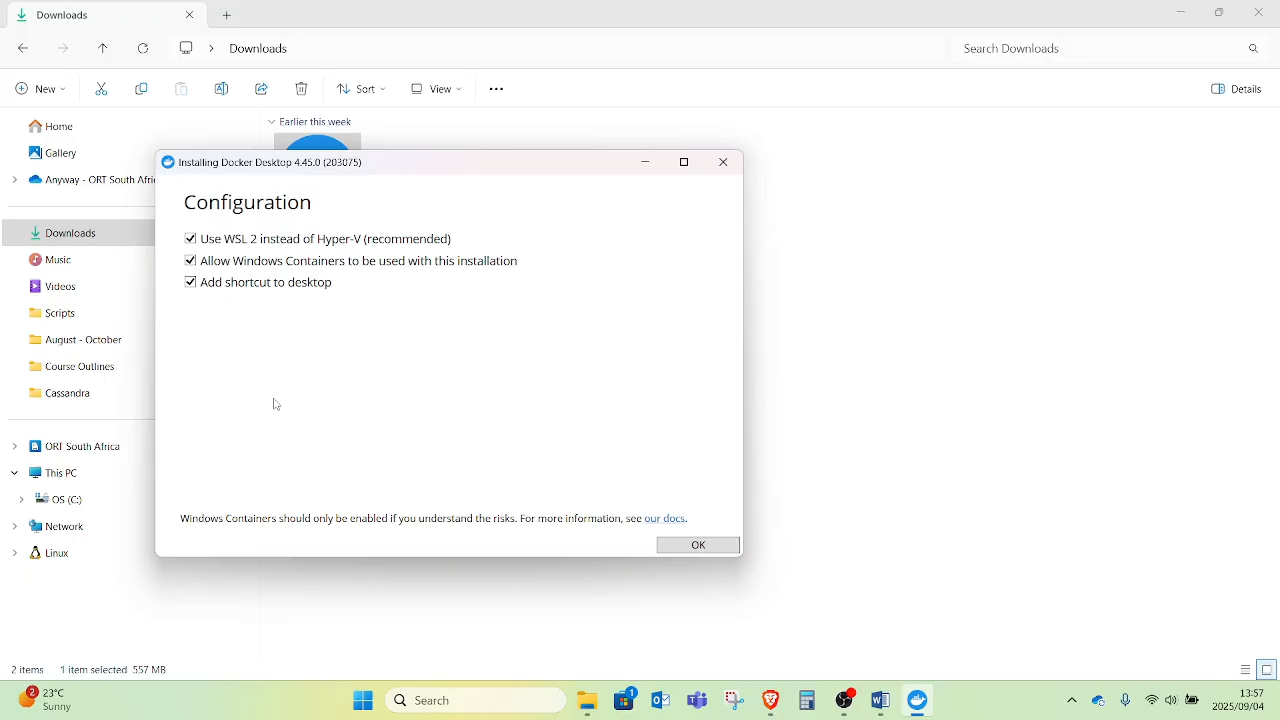 Downloads
Downloads
Search Downloads
New
Sort
View
Details
Home
Gallery
Anyway - ORT South Afri
Downloads
Music
Videos
Scripts
August - October
Course Outlines
Cassandra
ORT South Africa
This PC
OS (C:)
Network
Linux
Earlier this week
Installing Docker Desktop 4.45.0 (203075)
Configuration
Use WSL 2 instead of Hyper-V (recommended)
Allow Windows Containers to be used with this installation
Add shortcut to desktop
Windows Containers should only be enabled if you understand the risks. For more information, see our docs.
OK
2 items 1 item selected 557 MB
2
23°C
Sunny
Search
1
13:57
2025/09/04